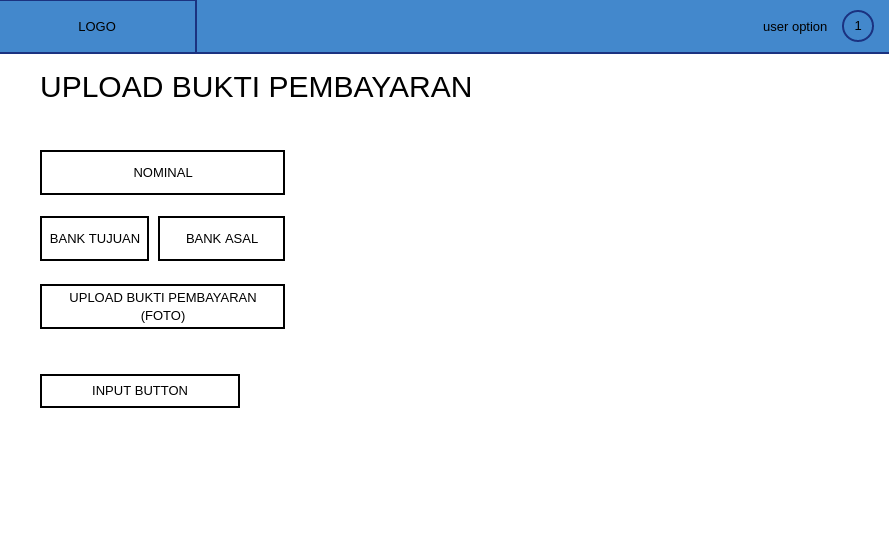 LOGO
user option
1
UPLOAD BUKTI PEMBAYARAN
NOMINAL
BANK TUJUAN
BANK ASAL
UPLOAD BUKTI PEMBAYARAN
(FOTO)
INPUT BUTTON